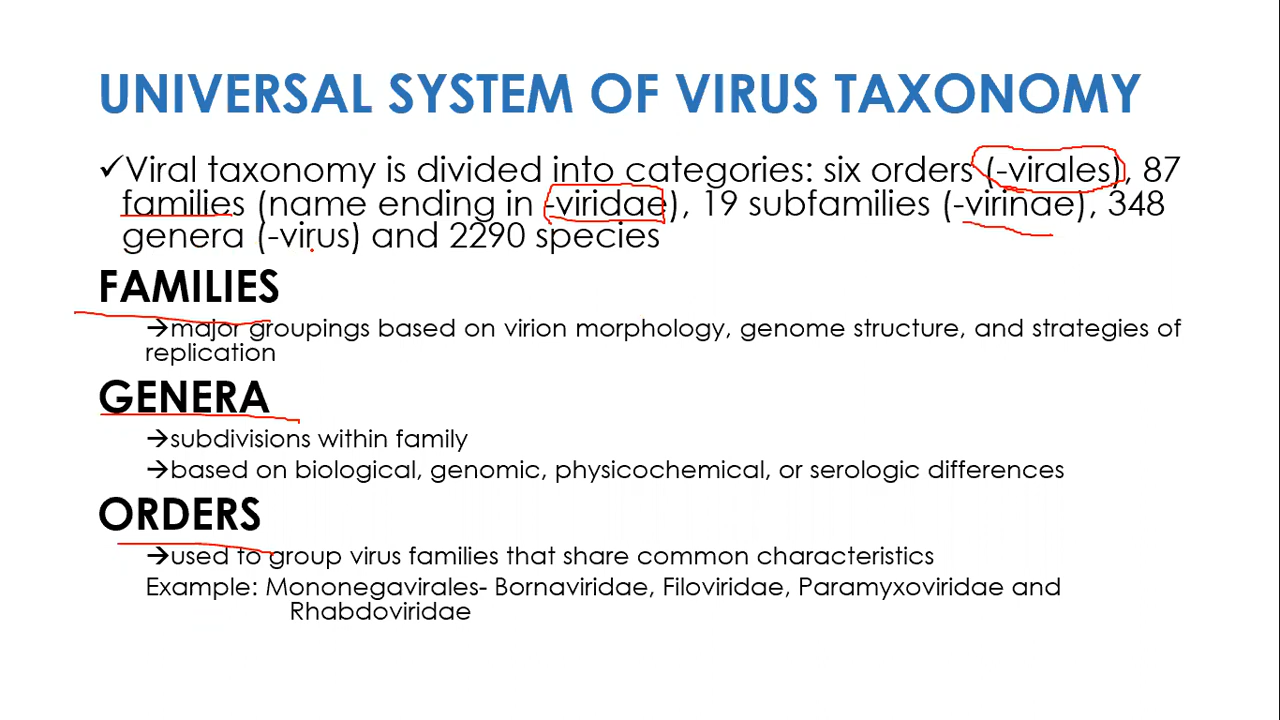 UNIVERSAL SYSTEM OF VIRUS TAXONOMY
✓Viral taxonomy is divided into categories: six orders (-virales), 87
families (name ending in -viridae), 19 subfamilies (-virinae), 348
genera (-virus) and 2290 species
FAMILIES
→major groupings based on virion morphology, genome structure, and strategies of
replication
GENERA
→subdivisions within family
→based on biological, genomic, physicochemical, or serologic differences
ORDERS
→used to group virus families that share common characteristics
Example: Mononegavirales- Bornaviridae, Filoviridae, Paramyxoviridae and
Rhabdoviridae